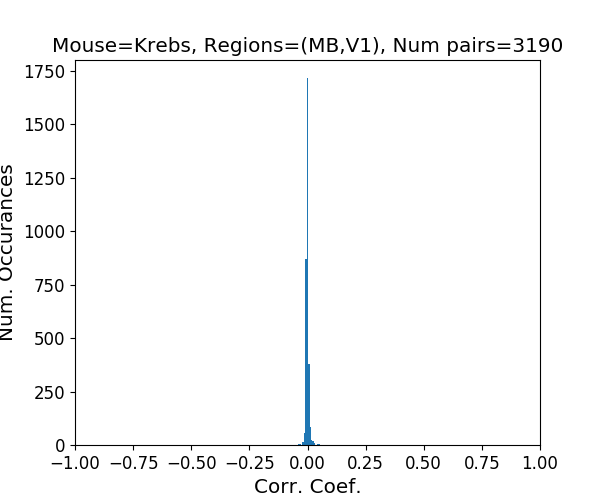 Mouse=Krebs, Regions=(MB,V1), Num pairs=3190
1750
1500
1250
1000
750
500
250
0
Num. Occurances
−1.00 −0.75 −0.50 −0.25 0.00 0.25 0.50 0.75 1.00
Corr. Coef.